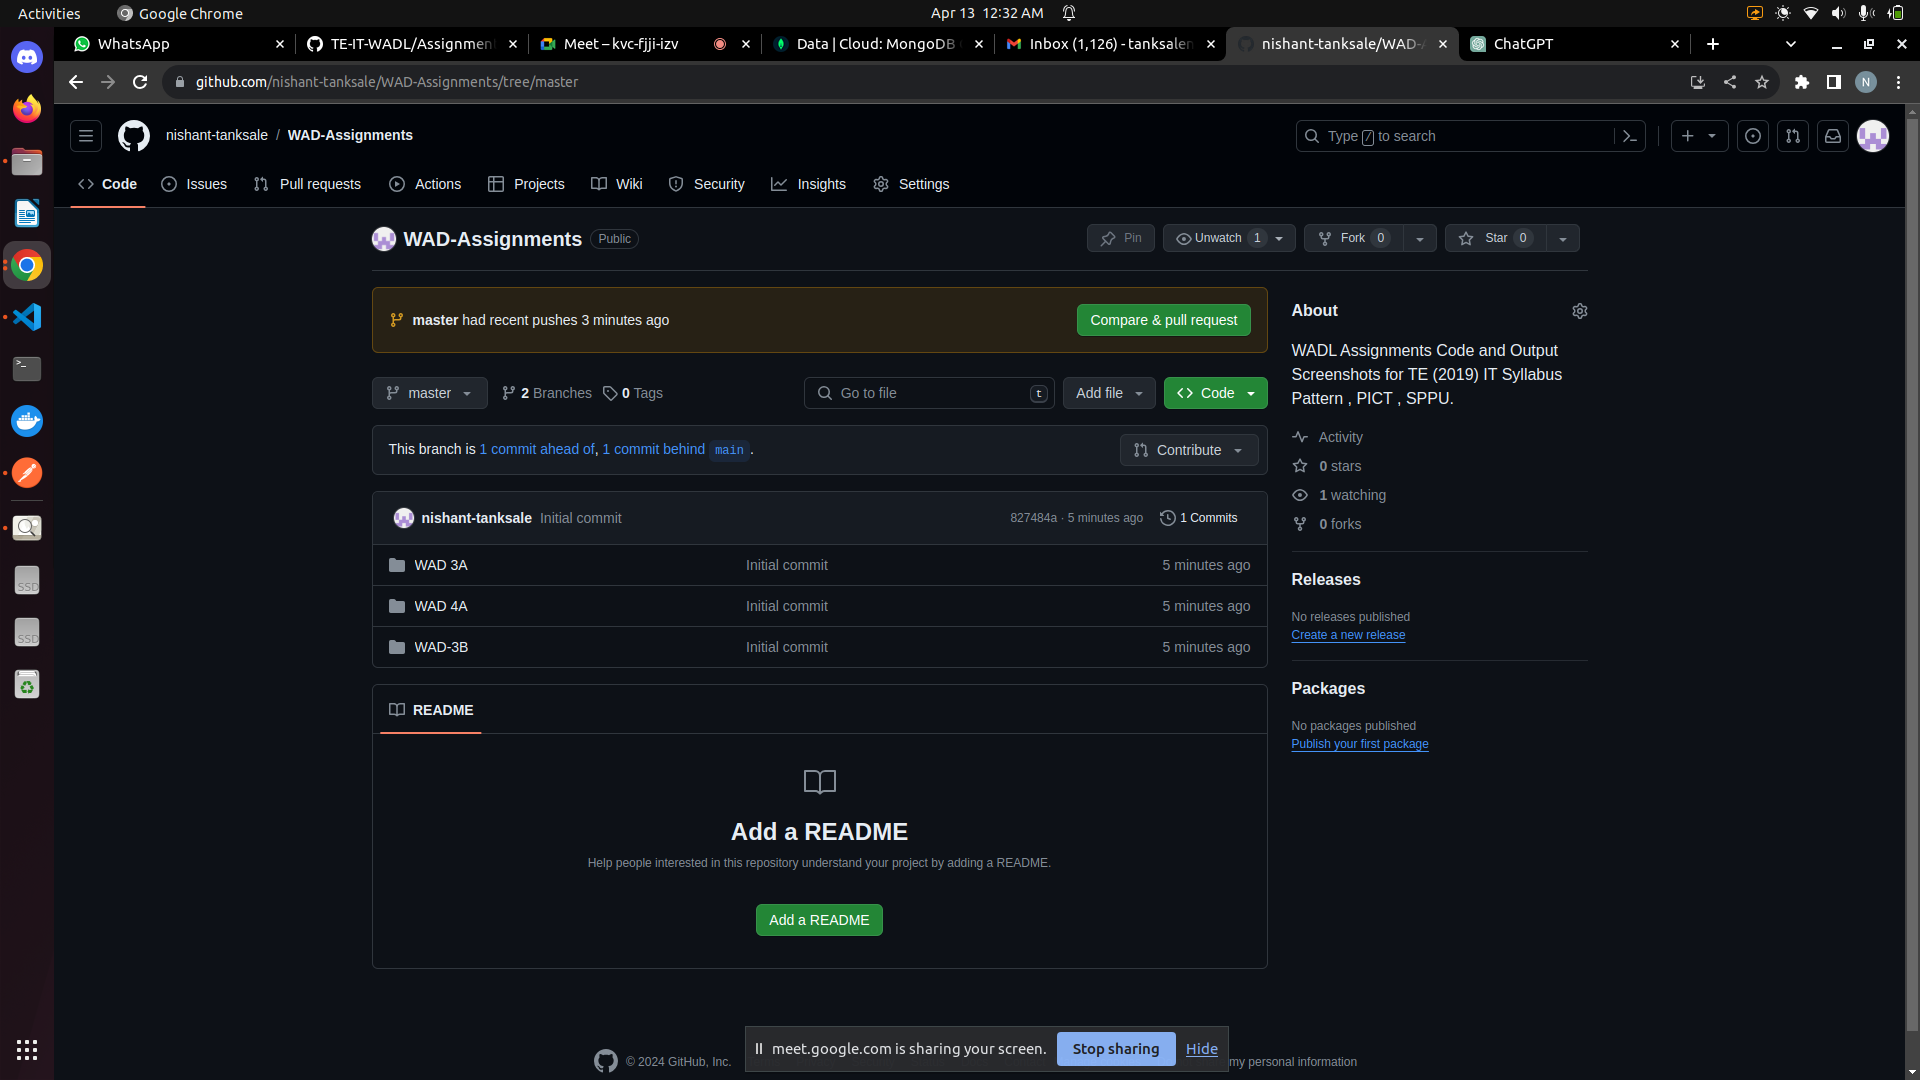 Activities
Google Chrome
Apr 13 12:32 AM
WhatsApp
TE-IT-WADL/Assignmen
Meet – kvc-fjji-izv
Data | Cloud: MongoDB
Inbox (1,126) - tanksalen
nishant-tanksale/WAD-A
ChatGPT
github.com/nishant-tanksale/WAD-Assignments/tree/master
N
nishant-tanksale / WAD-Assignments
Type / to search
Code
Issues
Pull requests
Actions
Projects
Wiki
Security
Insights
Settings
WAD-Assignments Public
Pin
Unwatch 1
Fork 0
Star 0
master had recent pushes 3 minutes ago
Compare & pull request
master
2 Branches
0 Tags
Go to file t
Add file
Code
This branch is 1 commit ahead of, 1 commit behind main.
Contribute
nishant-tanksale Initial commit
827484a · 5 minutes ago
1 Commits
WAD 3A Initial commit 5 minutes ago
WAD 4A Initial commit 5 minutes ago
WAD-3B Initial commit 5 minutes ago
README
Add a README
Help people interested in this repository understand your project by adding a README.
Add a README
About
WADL Assignments Code and Output
Screenshots for TE (2019) IT Syllabus
Pattern , PICT , SPPU.
Activity
0 stars
1 watching
0 forks
Releases
No releases published
Create a new release
Packages
No packages published
Publish your first package
SSD
SSD
© 2024 GitHub, Inc.
meet.google.com is sharing your screen.
Stop sharing
Hide
my personal information